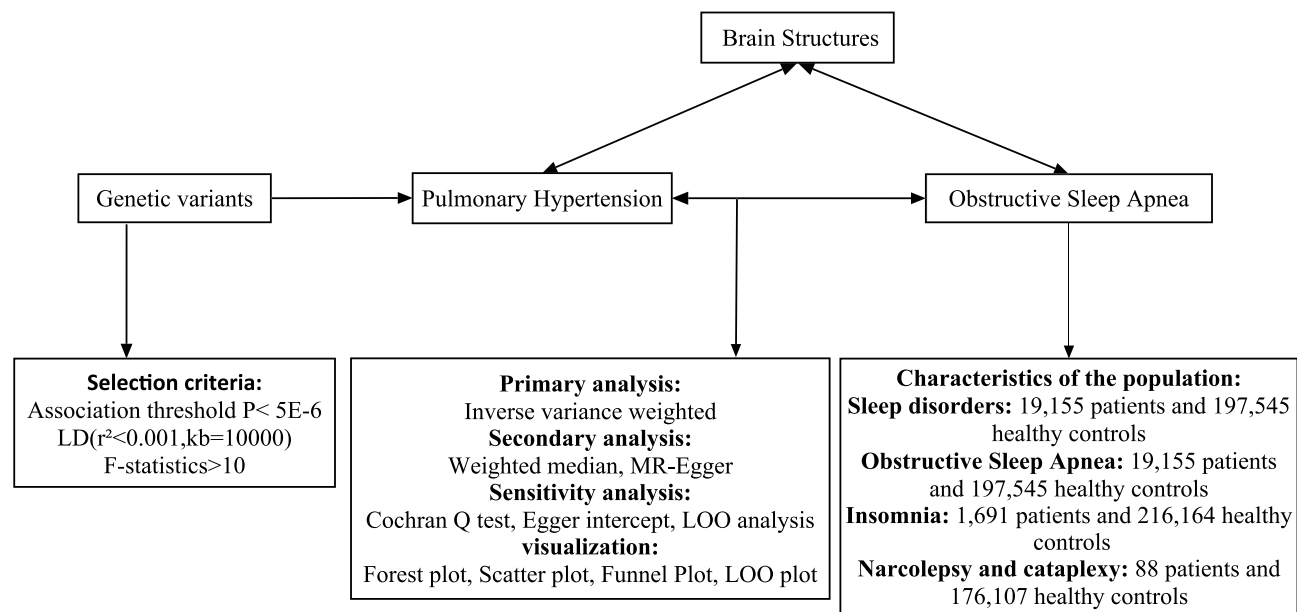 Brain Structures
Genetic variants
Pulmonary Hypertension
Obstructive Sleep Apnea
Selection criteria:
Association threshold P< 5E-6
LD(r²<0.001,kb=10000)
F-statistics>10
Primary analysis:
Inverse variance weighted
Secondary analysis:
Weighted median, MR-Egger
Sensitivity analysis:
Cochran Q test, Egger intercept, LOO analysis
visualization:
Forest plot, Scatter plot, Funnel Plot, LOO plot
Characteristics of the population:
Sleep disorders: 19,155 patients and 197,545
healthy controls
Obstructive Sleep Apnea: 19,155 patients
and 197,545 healthy controls
Insomnia: 1,691 patients and 216,164 healthy
controls
Narcolepsy and cataplexy: 88 patients and
176,107 healthy controls